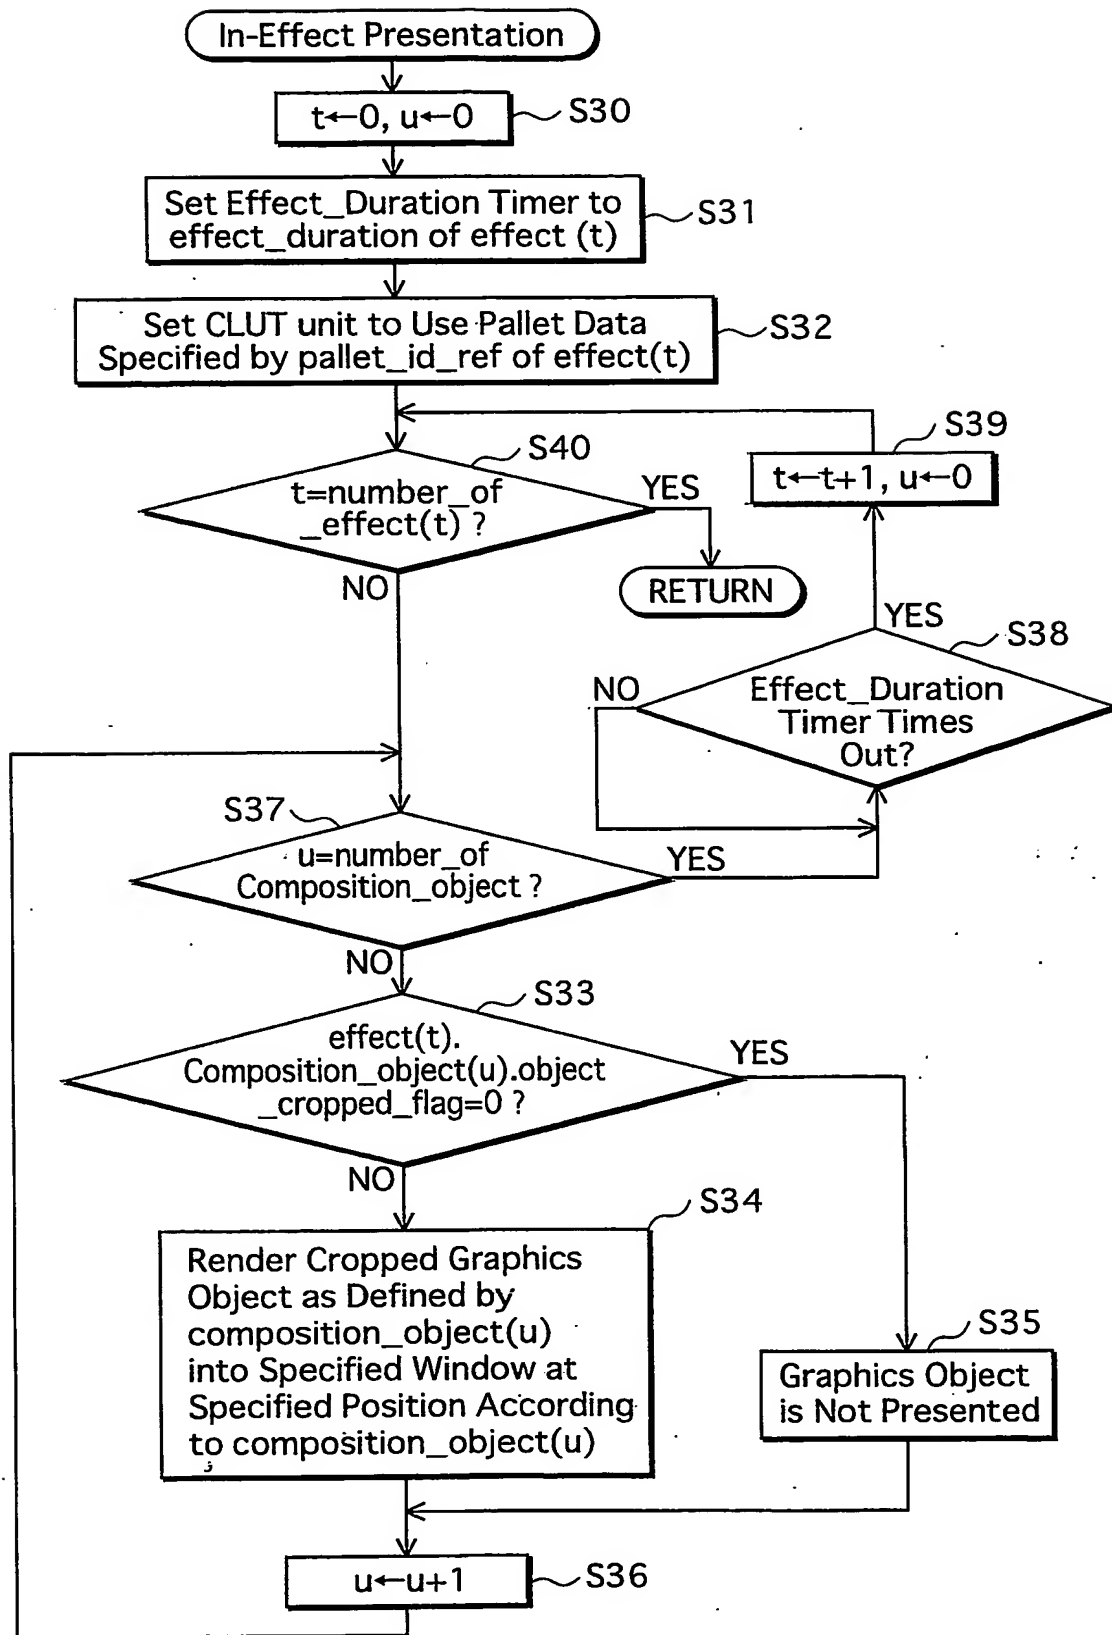 In-Effect Presentation
t←0, u←0
S30
Set Effect_Duration Timer to
effect_duration of effect (t)
S31
Set CLUT unit to Use Pallet Data
Specified by pallet_id_ref of effect(t)
S32
S39
t←t+1, u←0
S40
t=number_of
_effect(t) ?
YES
NO
RETURN
YES
S38
NO
Effect_Duration
Timer Times
Out?
S37
u=number_of
Composition_object ?
YES
NO
S33
effect(t).
Composition_object(u).object
_cropped_flag=0 ?
YES
NO
S34
Render Cropped Graphics
Object as Defined by
composition_object(u)
into Specified Window at
Specified Position According
to composition_object(u)
S35
Graphics Object
is Not Presented
u←u+1
S36